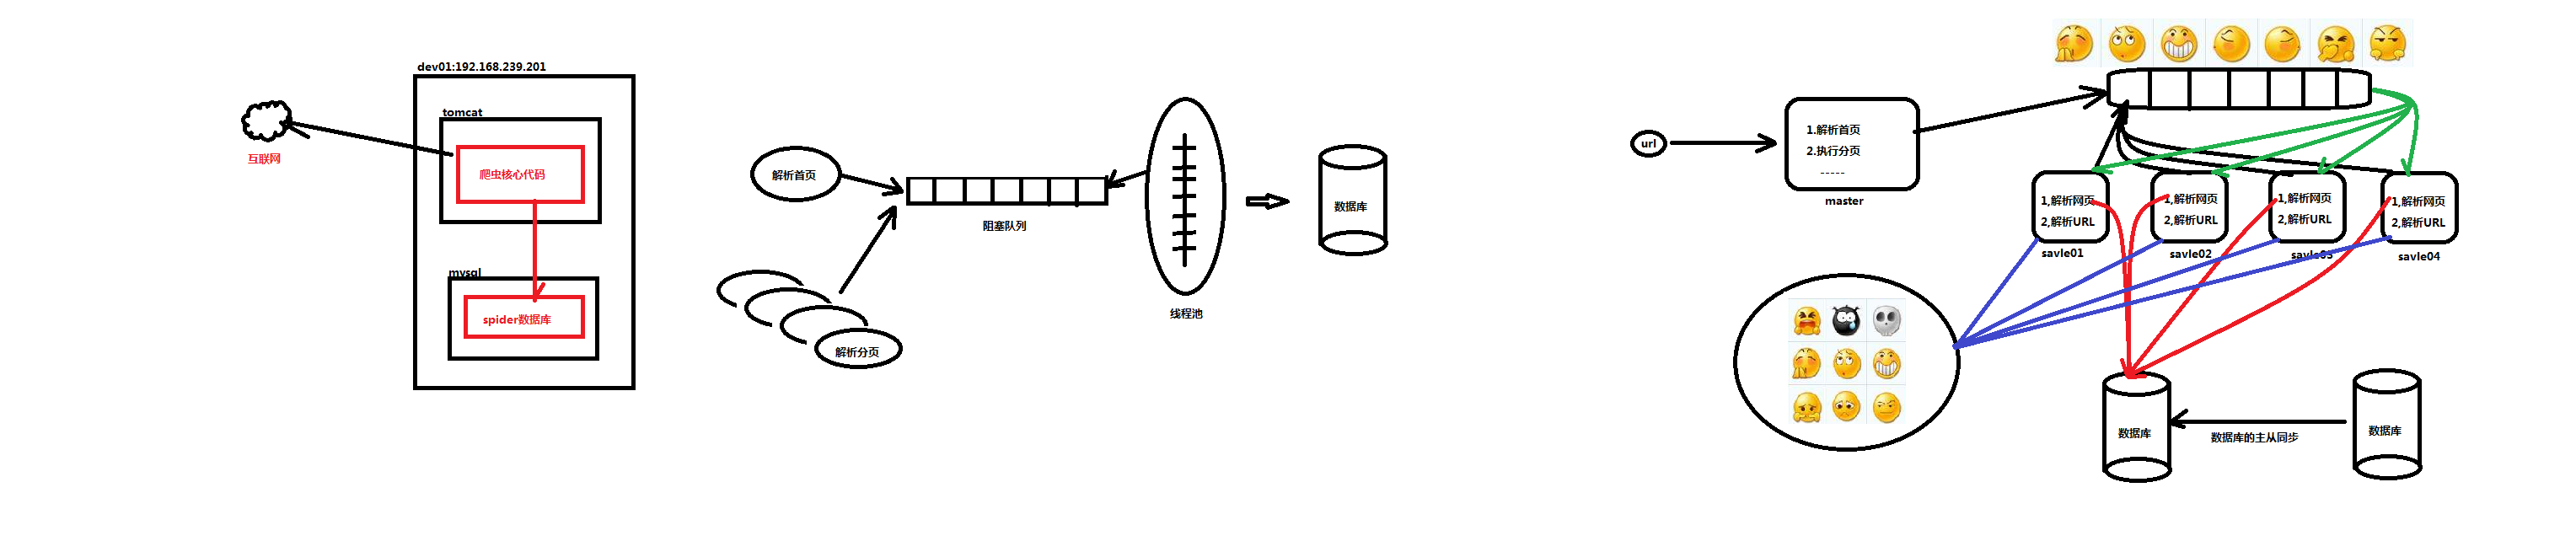 dev01:192.168.239.201
tomcat
爬虫核心代码
互联网
mysql
spider数据库
解析首页
阻塞队列
解析分页
线程池
数据库
url
1.解析首页
2.执行分页
-----
master
1,解析网页
2,解析URL
savle01
1,解析网页
2,解析URL
savle02
1,解析网页
2,解析URL
savle03
1,解析网页
2,解析URL
savle04
数据库
数据库的主从同步
数据库